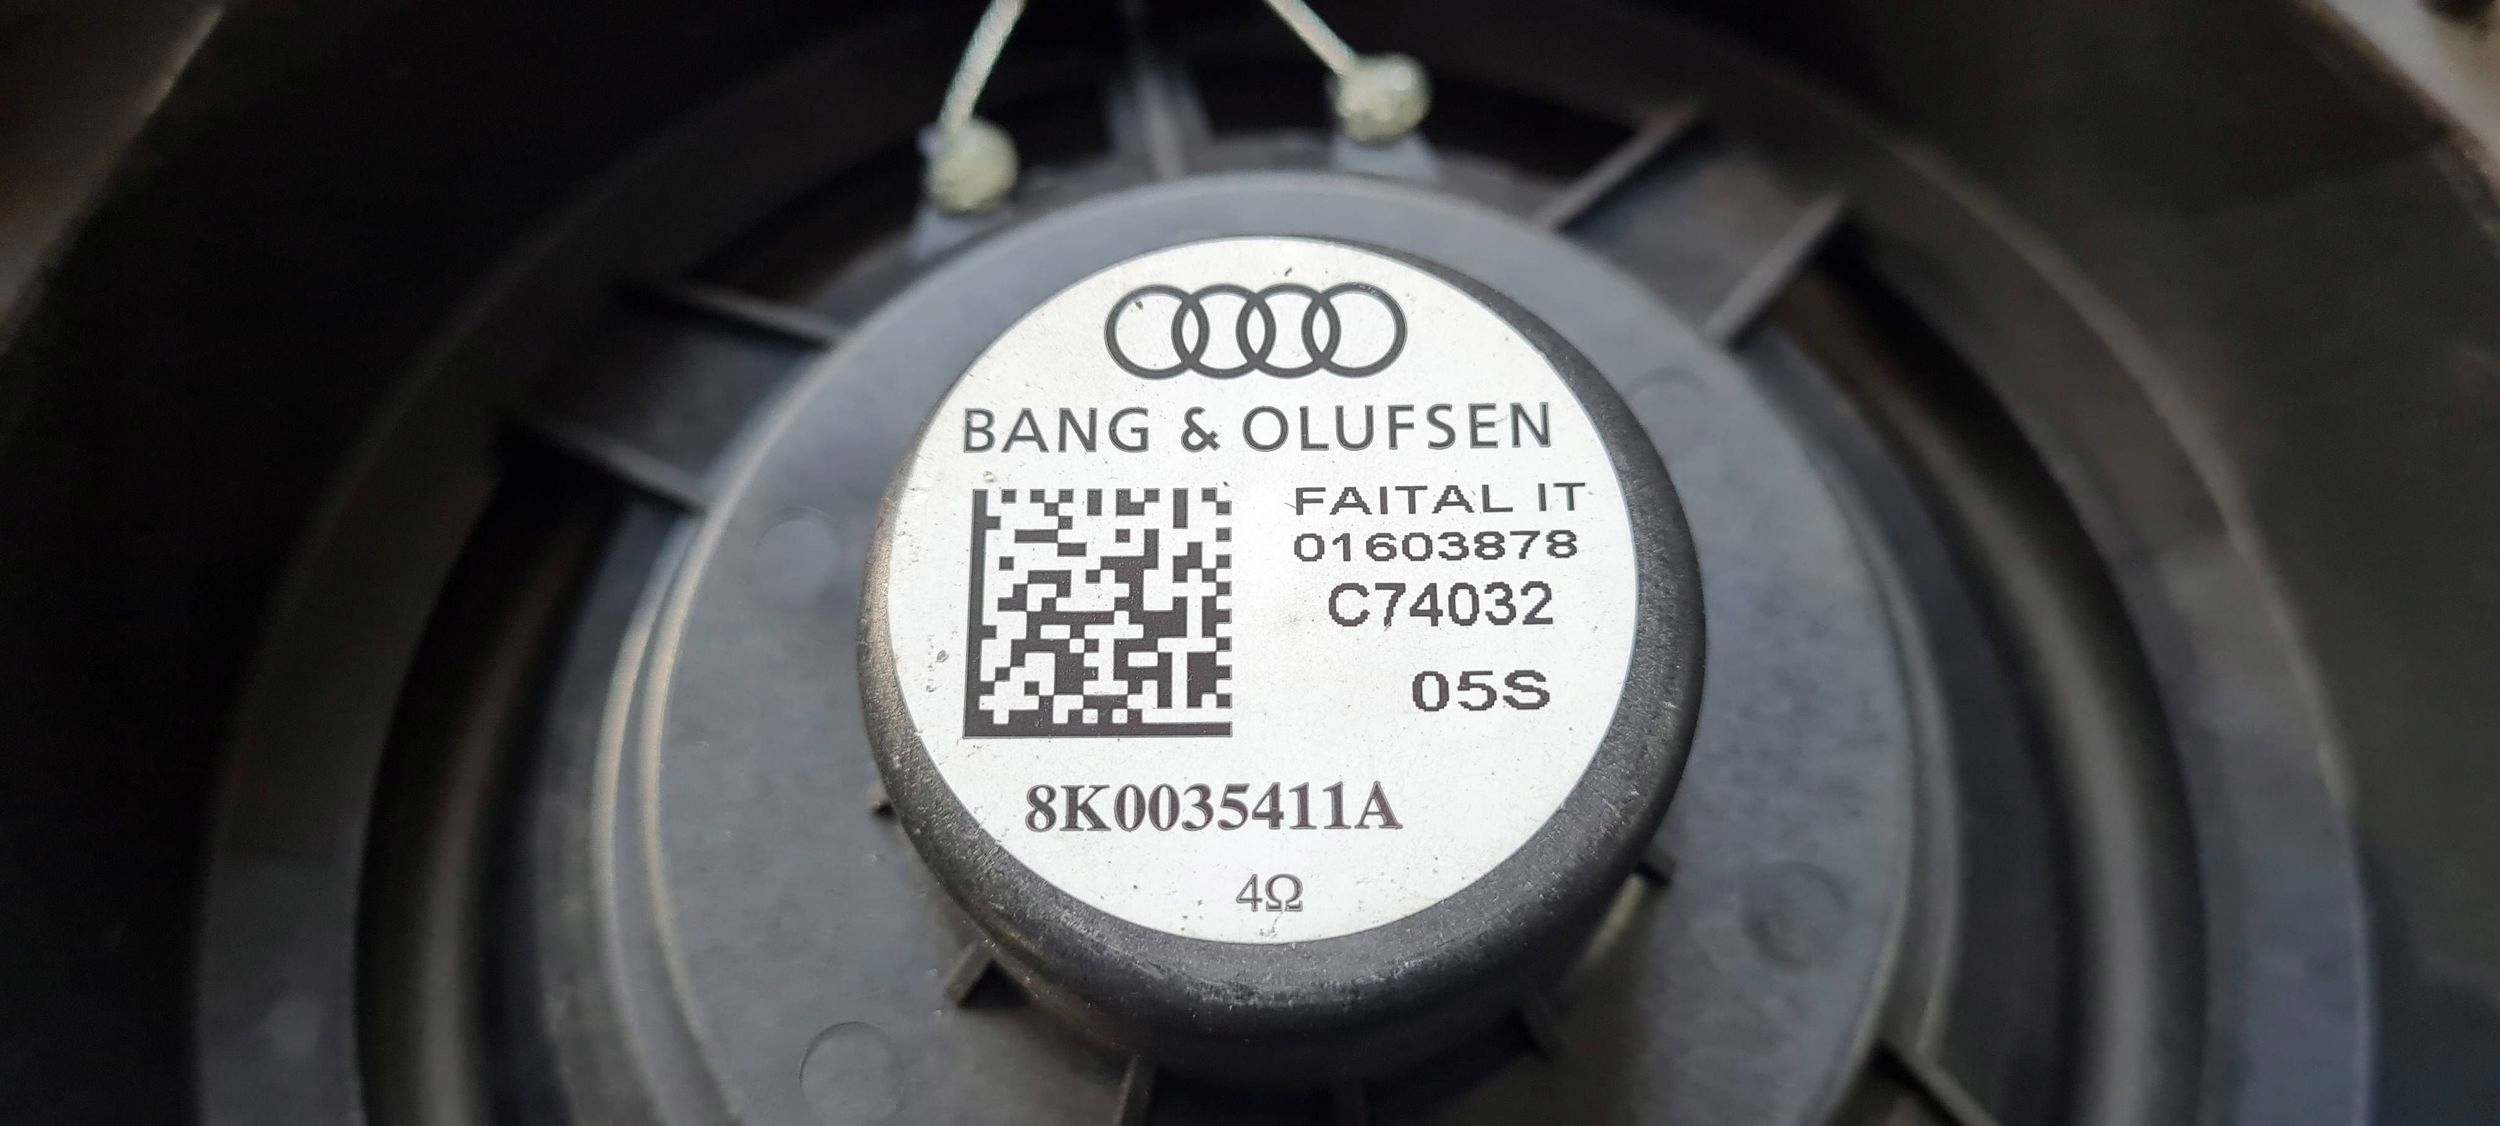 BANG & OLUFSEN
FAITAL IT
01603878
C74032
05S
8K0035411A
4Ω